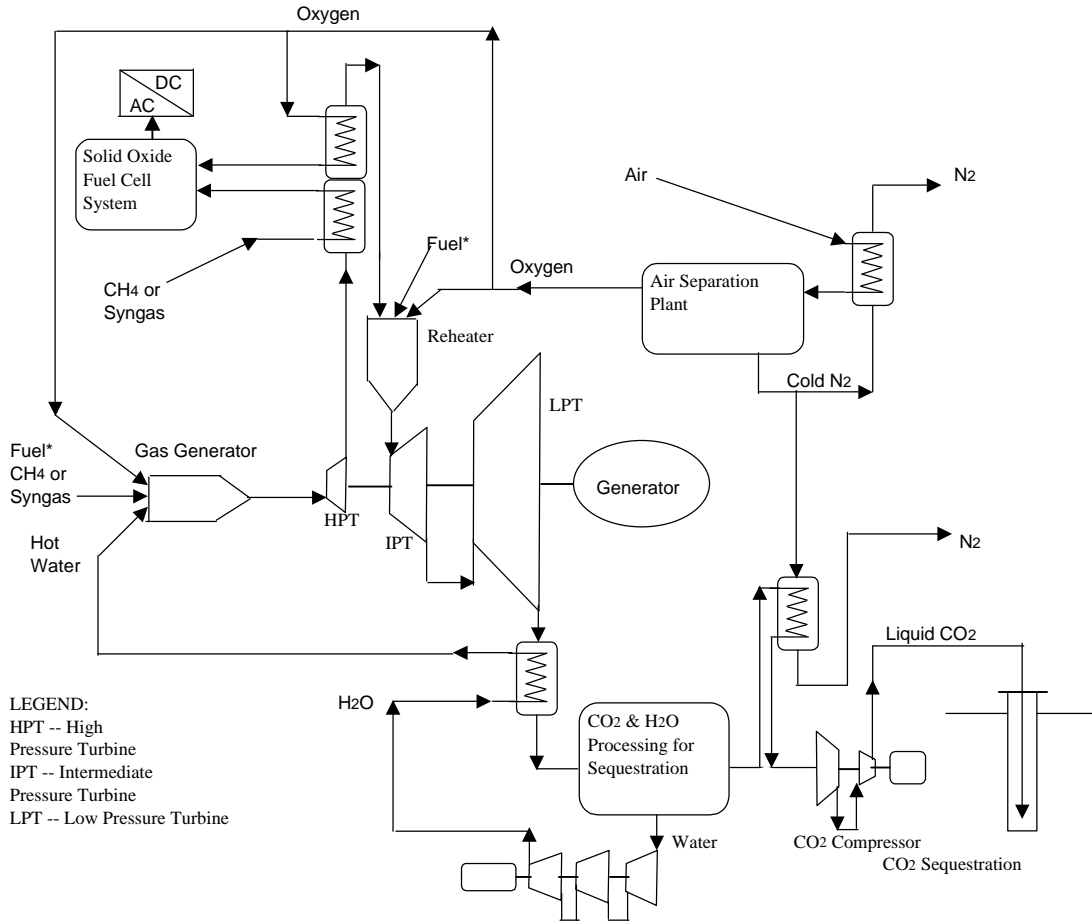 Oxygen
DC
AC
Solid Oxide
Fuel Cell
System
CH4 or
Syngas
Fuel*
Oxygen
Reheater
Air
N2
Air Separation
Plant
Cold N2
LPT
Fuel*
CH4 or
Syngas
Gas Generator
Hot
Water
HPT
IPT
Generator
N2
Liquid CO2
H2O
CO2 & H2O
Processing for
Sequestration
LEGEND:
HPT -- High
Pressure Turbine
IPT -- Intermediate
Pressure Turbine
LPT -- Low Pressure Turbine
Water
CO2 Compressor
CO2 Sequestration